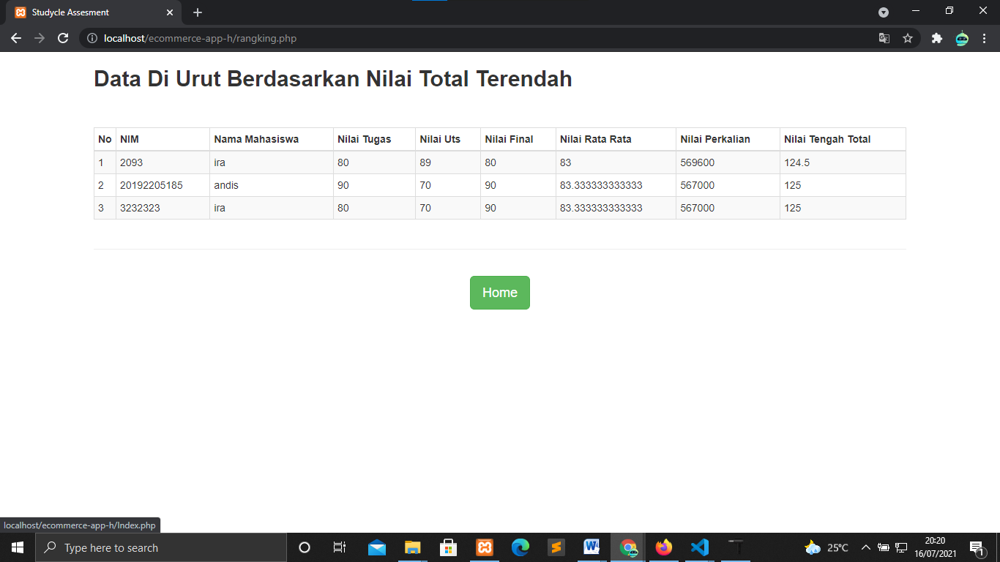 Studycle Assesment
localhost/ecommerce-app-h/rangking.php
Data Di Urut Berdasarkan Nilai Total Terendah
No NIM Nama Mahasiswa Nilai Tugas Nilai Uts Nilai Final Nilai Rata Rata Nilai Perkalian Nilai Tengah Total
1 2093 ira 80 89 80 83 569600 124.5
2 20192205185 andis 90 70 90 83.333333333333 567000 125
3 3232323 ira 80 70 90 83.333333333333 567000 125
Home
localhost/ecommerce-app-h/Index.php
Type here to search
25°C
20:20
16/07/2021
1